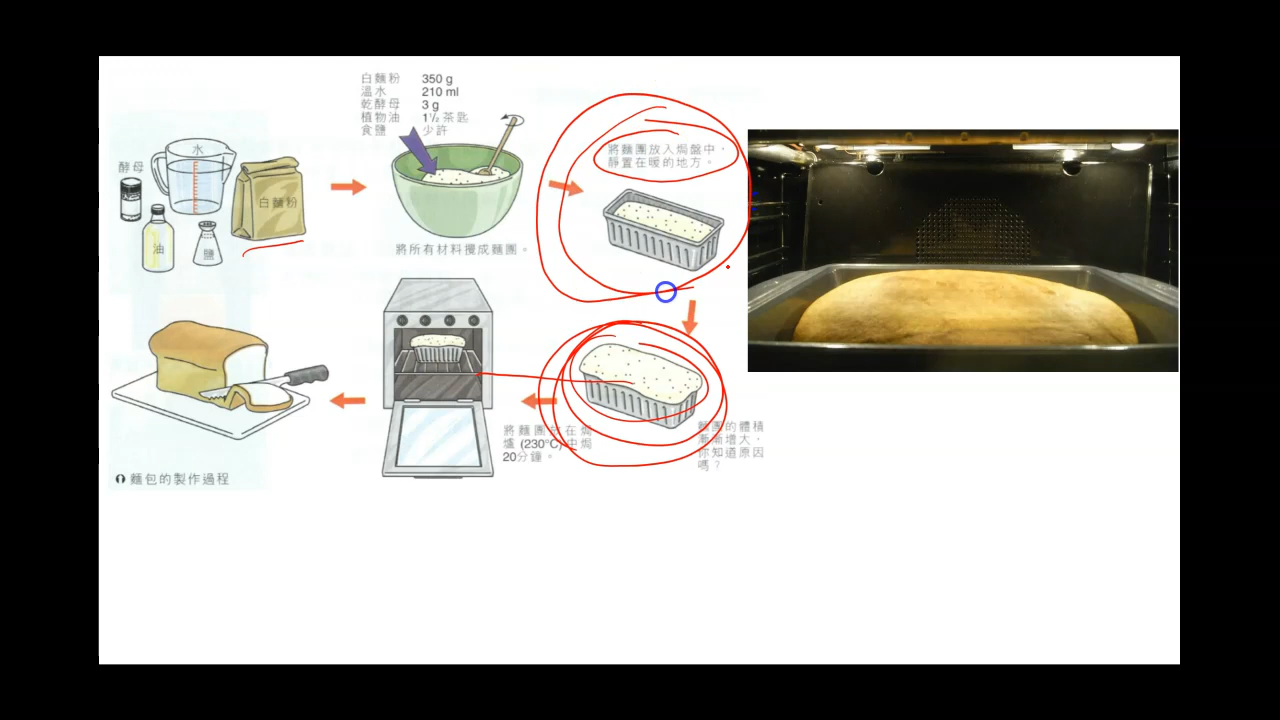 白麵粉 350 g
溫水 210 ml
乾酵母 3 g
植物油 1½ 茶匙
食鹽 少許
酵母
水
白麵粉
油
鹽
將所有材料攪成麵團。
將麵團放入焗盤中，
靜置在暖的地方。
麵團的體積
漸漸增大，
你知道原因
嗎？
將麵團放在焗
爐 (230°C) 中焗
20分鐘。
麵包的製作過程